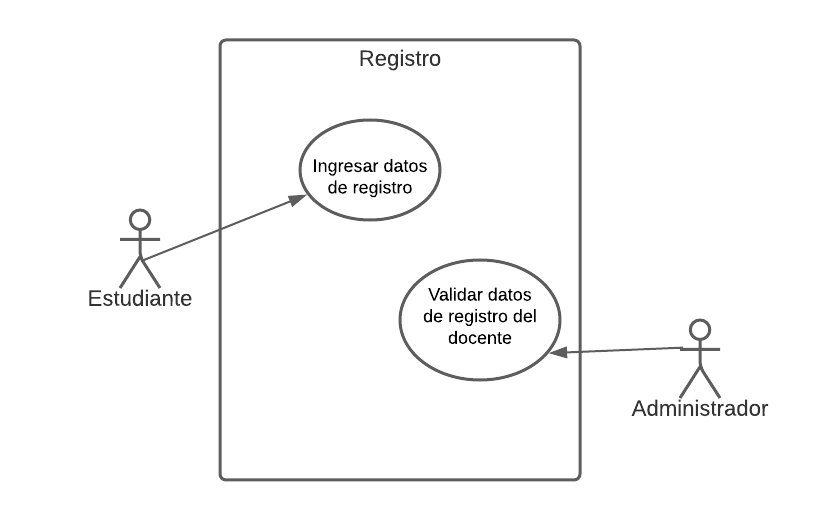 Registro
Ingresar datos
de registro
Estudiante
Validar datos
de registro del
docente
Administrador